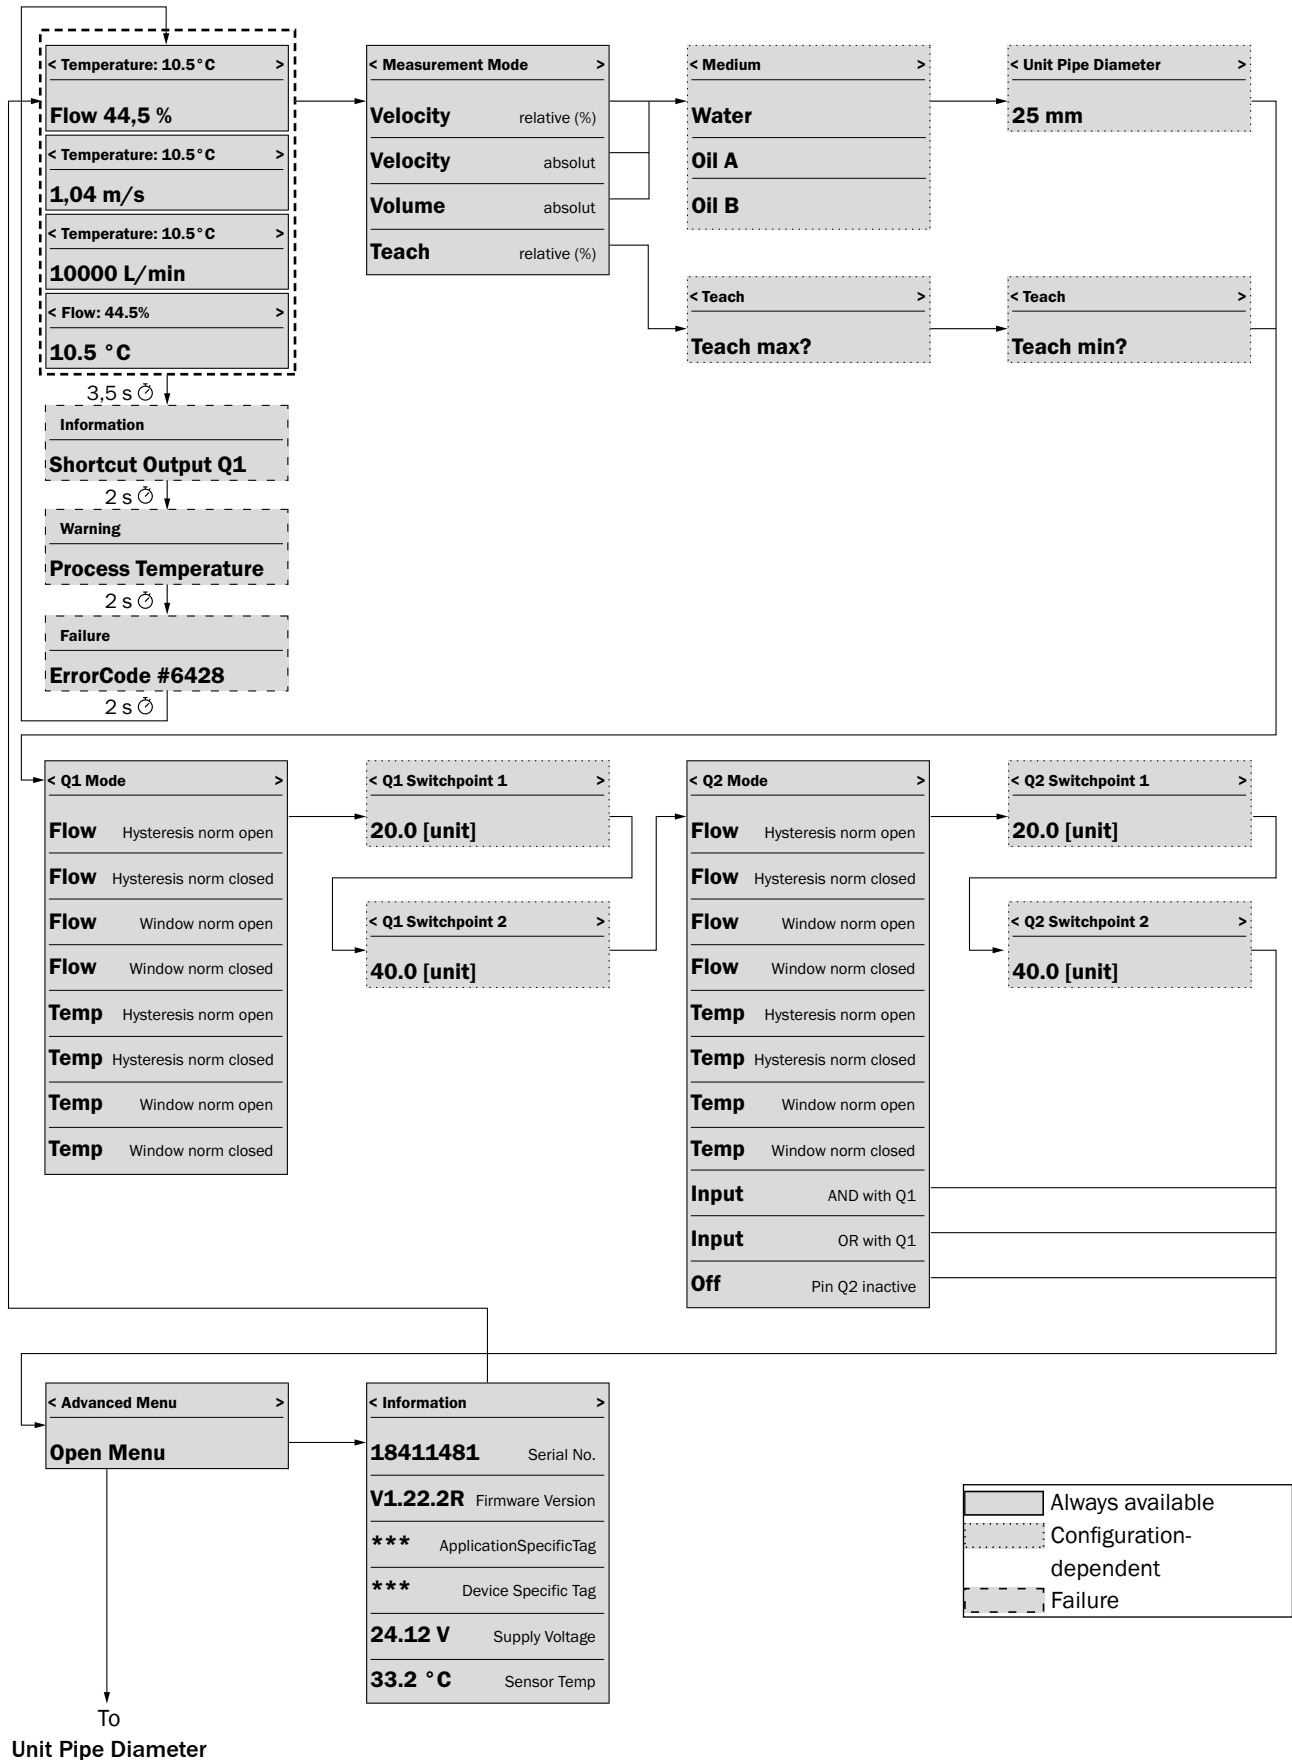 < Temperature: 10.5°C >
Flow 44,5 %
< Temperature: 10.5°C >
1,04 m/s
< Temperature: 10.5°C >
10000 L/min
< Flow: 44.5% >
10.5 °C
3,5 s
Information
Shortcut Output Q1
2 s
Warning
Process Temperature
2 s
Failure
ErrorCode #6428
2 s
< Measurement Mode >
Velocity relative (%)
Velocity absolut
Volume absolut
Teach relative (%)
< Medium >
Water
Oil A
Oil B
< Unit Pipe Diameter >
25 mm
< Teach >
Teach max?
< Teach >
Teach min?
< Q1 Mode >
Flow Hysteresis norm open
Flow Hysteresis norm closed
Flow Window norm open
Flow Window norm closed
Temp Hysteresis norm open
Temp Hysteresis norm closed
Temp Window norm open
Temp Window norm closed
< Q1 Switchpoint 1 >
20.0 [unit]
< Q1 Switchpoint 2 >
40.0 [unit]
< Q2 Mode >
Flow Hysteresis norm open
Flow Hysteresis norm closed
Flow Window norm open
Flow Window norm closed
Temp Hysteresis norm open
Temp Hysteresis norm closed
Temp Window norm open
Temp Window norm closed
Input AND with Q1
Input OR with Q1
Off Pin Q2 inactive
< Q2 Switchpoint 1 >
20.0 [unit]
< Q2 Switchpoint 2 >
40.0 [unit]
< Advanced Menu >
Open Menu
To
Unit Pipe Diameter
< Information >
18411481 Serial No.
V1.22.2R Firmware Version
*** ApplicationSpecificTag
*** Device Specific Tag
24.12 V Supply Voltage
33.2 °C Sensor Temp
Always available
Configuration-
dependent
Failure